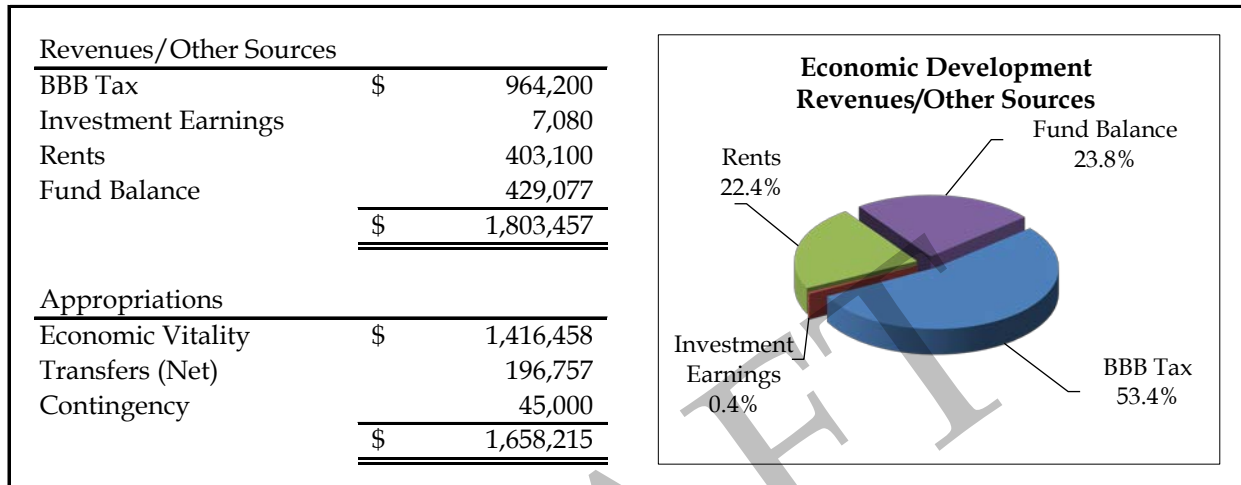 Revenues/Other Sources
BBB Tax $ 964,200
Investment Earnings 7,080
Rents 403,100
Fund Balance 429,077
$ 1,803,457
Appropriations
Economic Vitality $ 1,416,458
Transfers (Net) 196,757
Contingency 45,000
$ 1,658,215
Economic Development
Revenues/Other Sources
Fund Balance
23.8%
Rents
22.4%
Investment
Earnings
0.4%
BBB Tax
53.4%